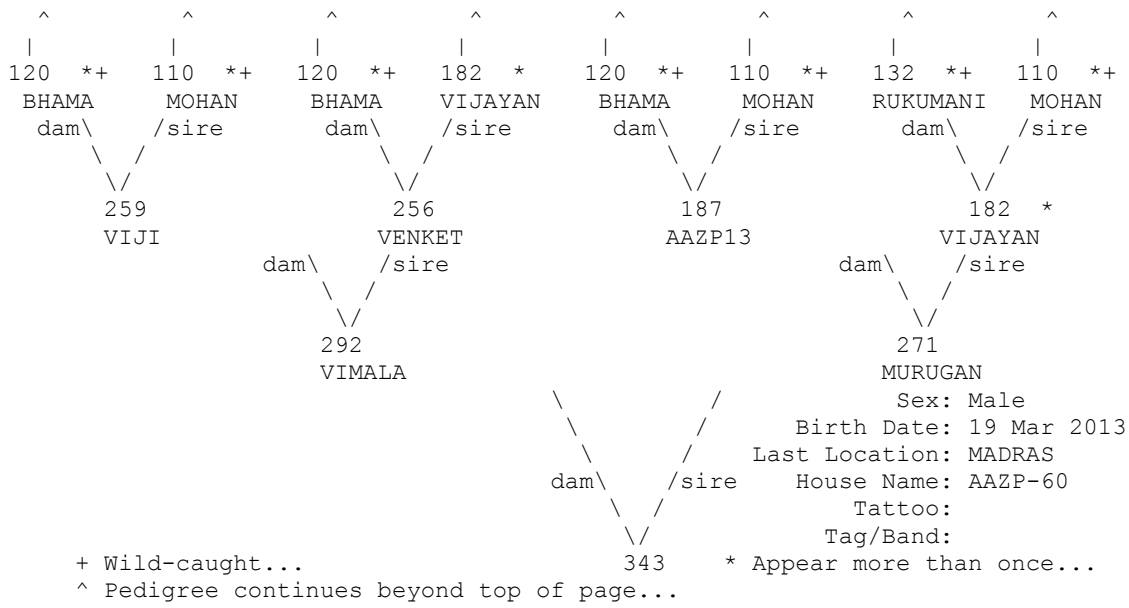 ^ ^ ^ ^ ^ ^ ^ ^
| | | | | | | |
120 *+ 110 *+ 120 *+ 182 * 120 *+ 110 *+ 132 *+ 110 *+
BHAMA MOHAN BHAMA VIJAYAN BHAMA MOHAN RUKUMANI MOHAN
dam\ /sire dam\ /sire dam\ /sire dam\ /sire
\ / \ / \ / \ /
\/ \/ \/ \/
259 256 187 182 *
VIJI VENKET AAZP13 VIJAYAN
dam\ /sire dam\ /sire
\ / \ /
\/ \/
292 271
VIMALA MURUGAN
\ / Sex: Male
\ / Birth Date: 19 Mar 2013
\ / Last Location: MADRAS
dam\ /sire House Name: AAZP-60
\ / Tattoo:
\/ Tag/Band:
+ Wild-caught... 343 * Appear more than once...
^ Pedigree continues beyond top of page...